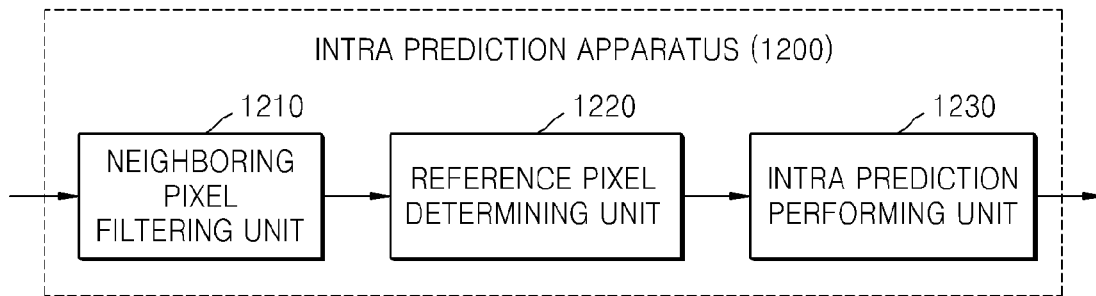 INTRA PREDICTION APPARATUS (1200)
1210
NEIGHBORING
PIXEL
FILTERING UNIT
1220
REFERENCE PIXEL
DETERMINING UNIT
1230
INTRA PREDICTION
PERFORMING UNIT